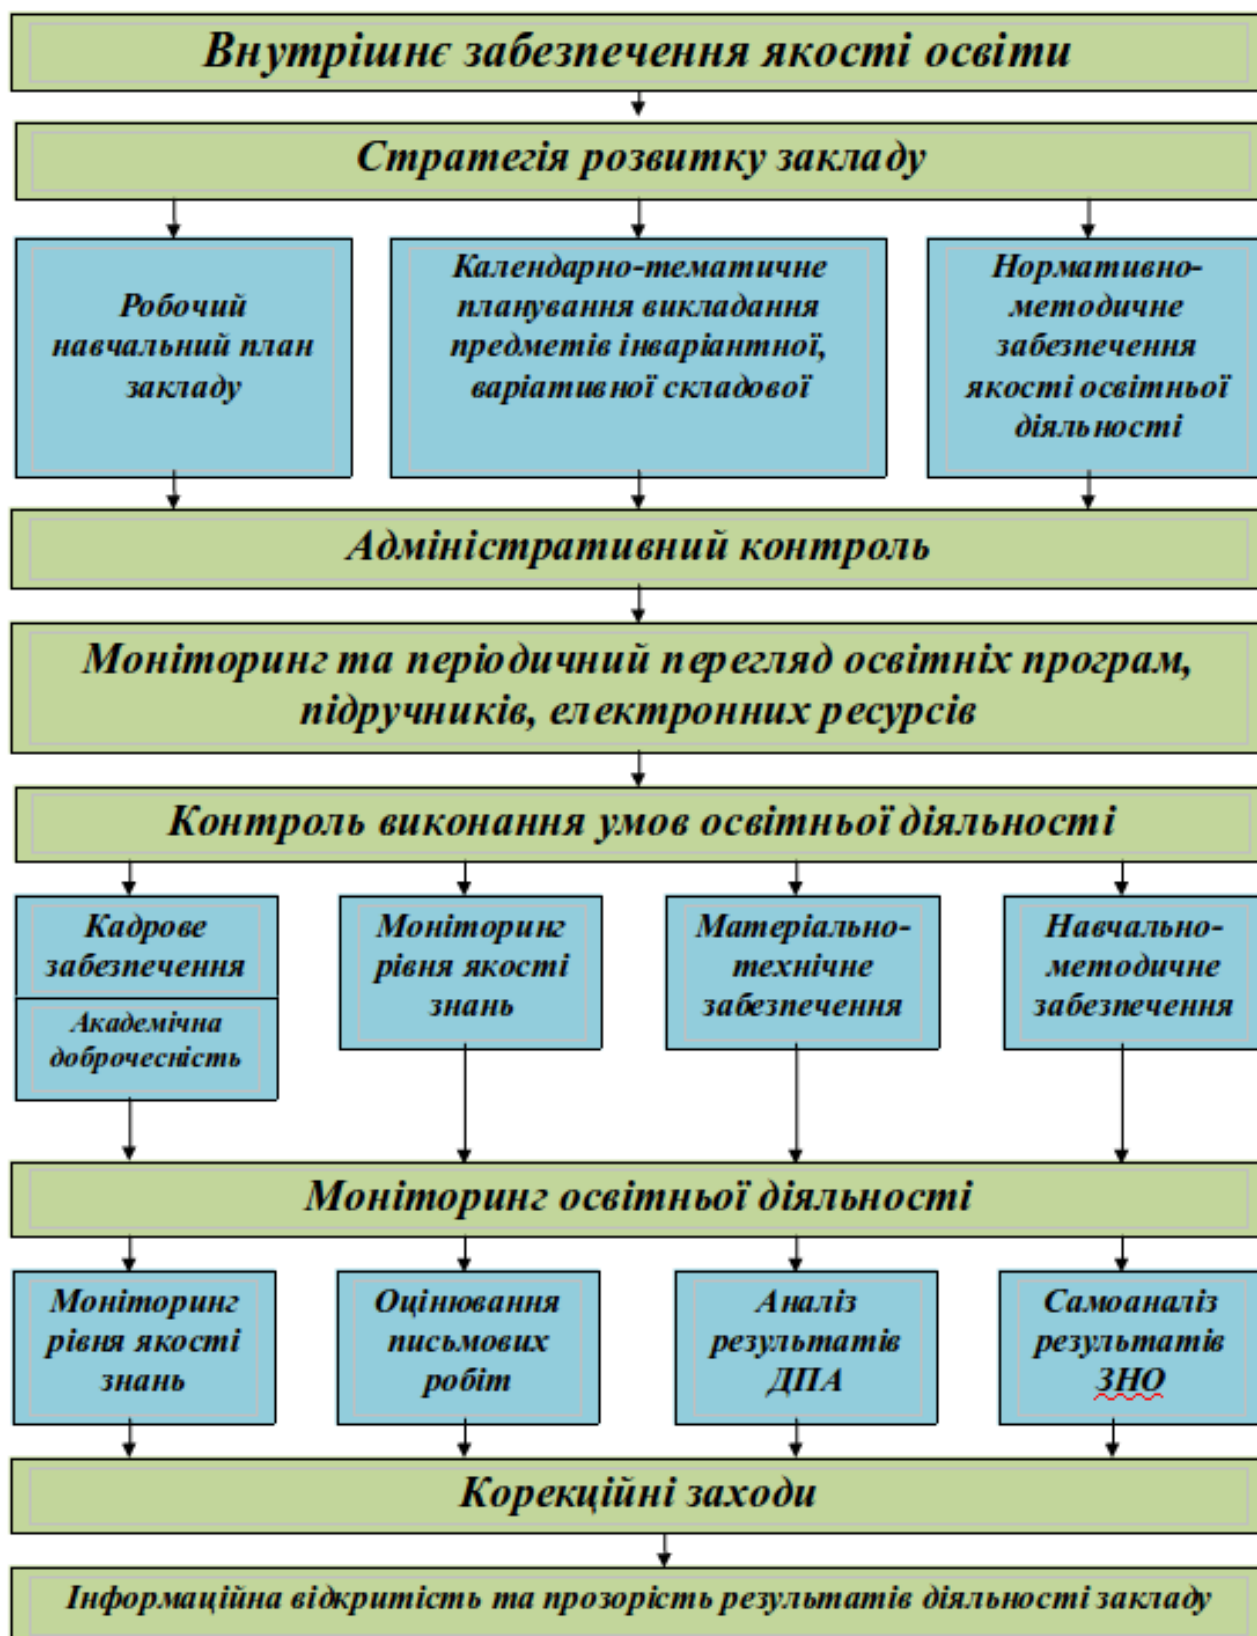 Внутрішнє забезпечення якості освіти
Стратегія розвитку закладу
Робочий
навчальний план
закладу
Календарно-тематичне
планування викладання
предметів інваріантної,
варіативної складової
Нормативно-
методичне
забезпечення
якості освітньої
діяльності
Адміністративний контроль
Моніторинг та періодичний перегляд освітніх програм,
підручників, електронних ресурсів
Контроль виконання умов освітньої діяльності
Кадрове
забезпечення
Академічна
доброчесність
Моніторинг
рівня якості
знань
Матеріально-
технічне
забезпечення
Навчально-
методичне
забезпечення
Моніторинг освітньої діяльності
Моніторинг
рівня якості
знань
Оцінювання
письмових
робіт
Аналіз
результатів
ДПА
Самоаналіз
результатів
ЗНО
Корекційні заходи
Інформаційна відкритість та прозорість результатів діяльності закладу